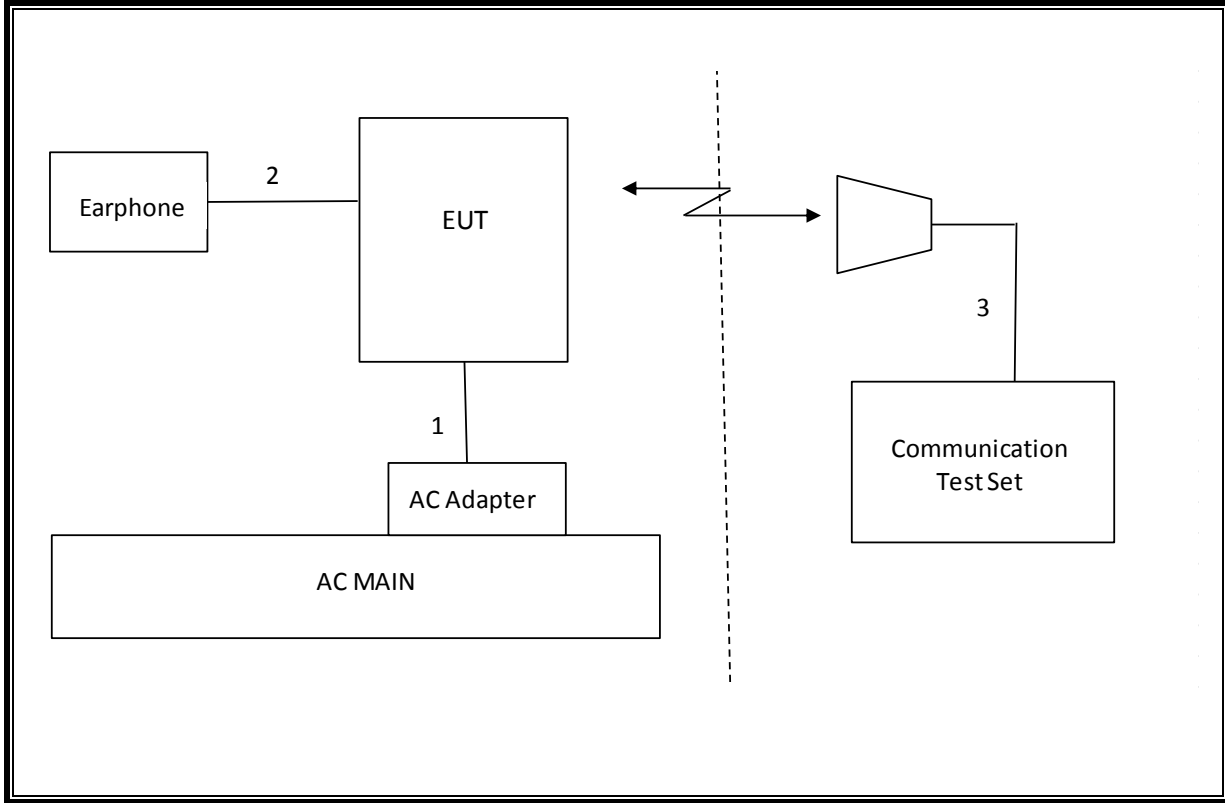 2
Earphone
EUT
3
1
Communication
Test Set
AC Adapter
AC MAIN